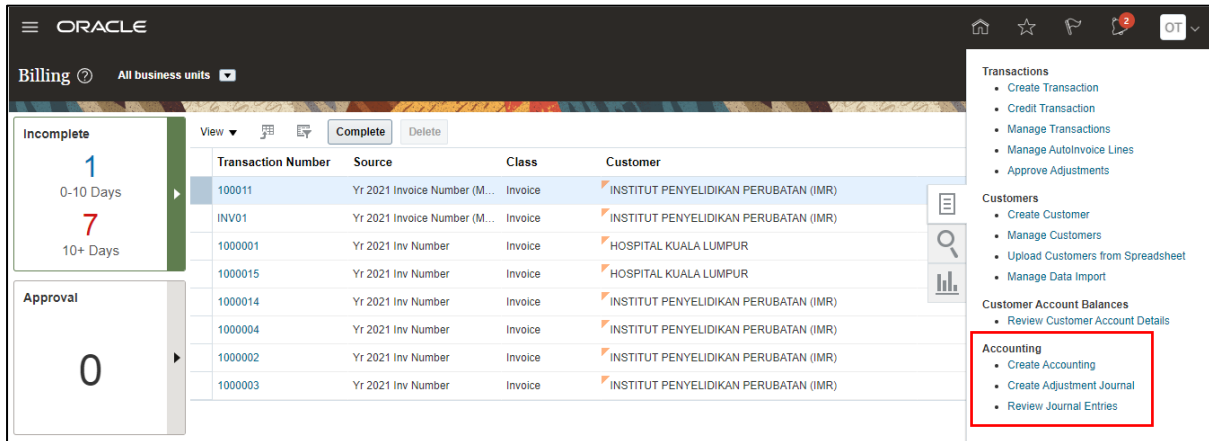 ORACLE
2
OT
Billing
All business units
Incomplete
1
0-10 Days
7
10+ Days
Approval
0
View
Complete
Delete
Transaction Number Source Class Customer
100011 Yr 2021 Invoice Number (M... Invoice INSTITUT PENYELIDIKAN PERUBATAN (IMR)
INV01 Yr 2021 Invoice Number (M... Invoice INSTITUT PENYELIDIKAN PERUBATAN (IMR)
1000001 Yr 2021 Inv Number Invoice HOSPITAL KUALA LUMPUR
1000015 Yr 2021 Inv Number Invoice HOSPITAL KUALA LUMPUR
1000014 Yr 2021 Inv Number Invoice INSTITUT PENYELIDIKAN PERUBATAN (IMR)
1000004 Yr 2021 Inv Number Invoice INSTITUT PENYELIDIKAN PERUBATAN (IMR)
1000002 Yr 2021 Inv Number Invoice INSTITUT PENYELIDIKAN PERUBATAN (IMR)
1000003 Yr 2021 Inv Number Invoice INSTITUT PENYELIDIKAN PERUBATAN (IMR)
Transactions
Create Transaction
Credit Transaction
Manage Transactions
Manage AutoInvoice Lines
Approve Adjustments
Customers
Create Customer
Manage Customers
Upload Customers from Spreadsheet
Manage Data Import
Customer Account Balances
Review Customer Account Details
Accounting
Create Accounting
Create Adjustment Journal
Review Journal Entries